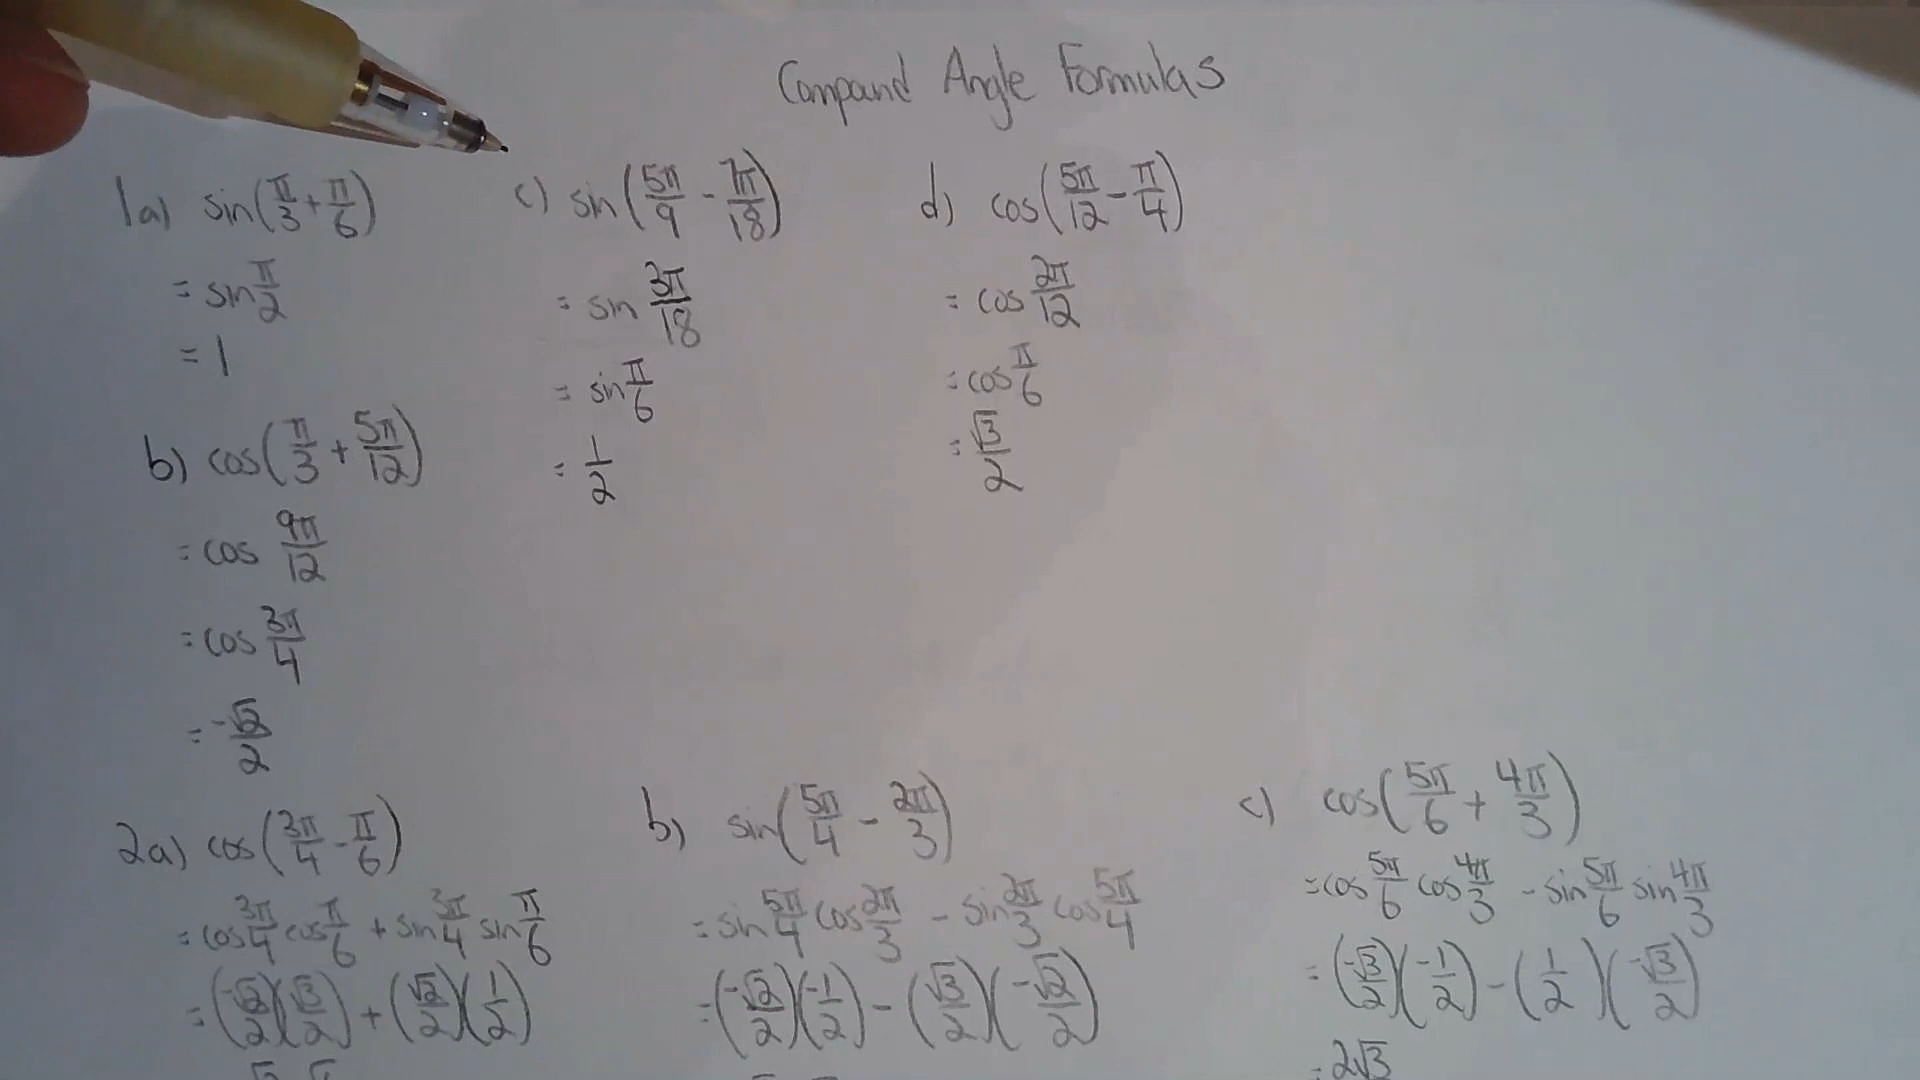 Compound Angle Formulas
1a) sin(π/3 + π/6)
= sin π/2
= 1
b) cos(π/3 + 5π/12)
= cos 9π/12
= cos 3π/4
= -√2/2
c) sin(5π/9 - 7π/18)
= sin 3π/18
= sin π/6
= 1/2
d) cos(5π/12 - π/4)
= cos 2π/12
= cos π/6
= √3/2
2a) cos(3π/4 - π/6)
= cos 3π/4 cos π/6 + sin 3π/4 sin π/6
= (-√2/2)(√3/2) + (√2/2)(1/2)
b) sin(5π/4 - 2π/3)
= sin 5π/4 cos 2π/3 - sin 2π/3 cos 5π/4
= (-√2/2)(-1/2) - (√3/2)(-√2/2)
c) cos(5π/6 + 4π/3)
= cos 5π/6 cos 4π/3 - sin 5π/6 sin 4π/3
= (-√3/2)(-1/2) - (1/2)(-√3/2)
= 2√3